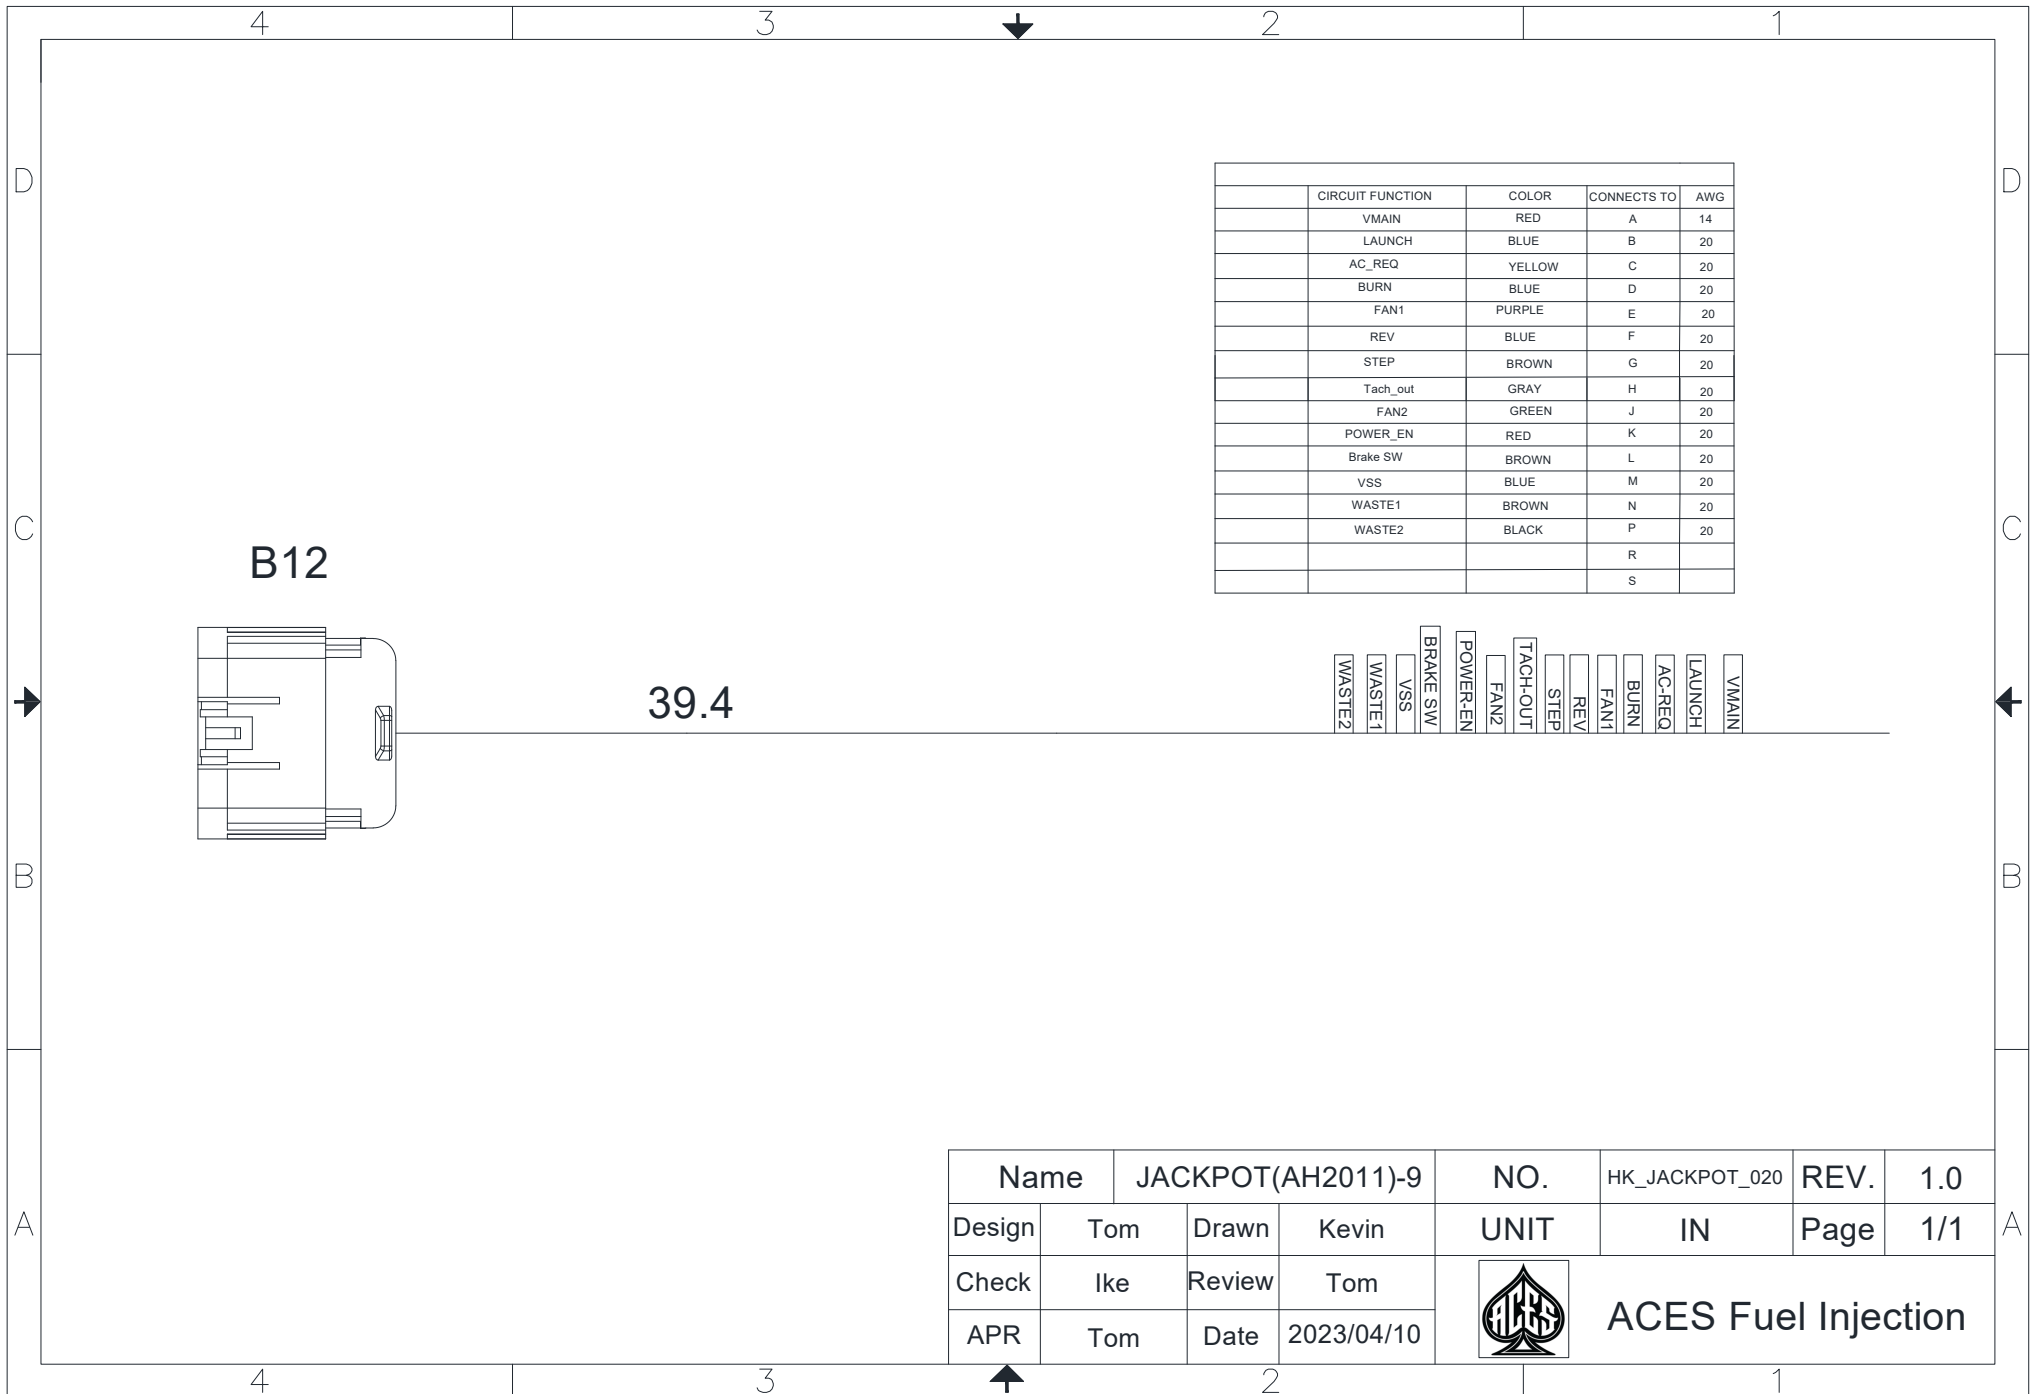 4 3 2 1
D D
CIRCUIT FUNCTION COLOR CONNECTS TO AWG
VMAIN RED A 14
LAUNCH BLUE B 20
AC_REQ YELLOW C 20
BURN BLUE D 20
FAN1 PURPLE E 20
REV BLUE F 20
STEP BROWN G 20
Tach_out GRAY H 20
FAN2 GREEN J 20
POWER_EN RED K 20
Brake SW BROWN L 20
VSS BLUE M 20
WASTE1 BROWN N 20
WASTE2 BLACK P 20
R
S
C C
B12
39.4
WASTE2
WASTE1
VSS
BRAKE SW
POWER-EN
FAN2
TACH-OUT
STEP
REV
FAN1
BURN
AC-REQ
LAUNCH
VMAIN
B B
Name JACKPOT(AH2011)-9 NO. HK_JACKPOT_020 REV. 1.0
A A
Design Tom Drawn Kevin UNIT IN Page 1/1
Check Ike Review Tom
ACES
ACES Fuel Injection
APR Tom Date 2023/04/10
4 3 2 1